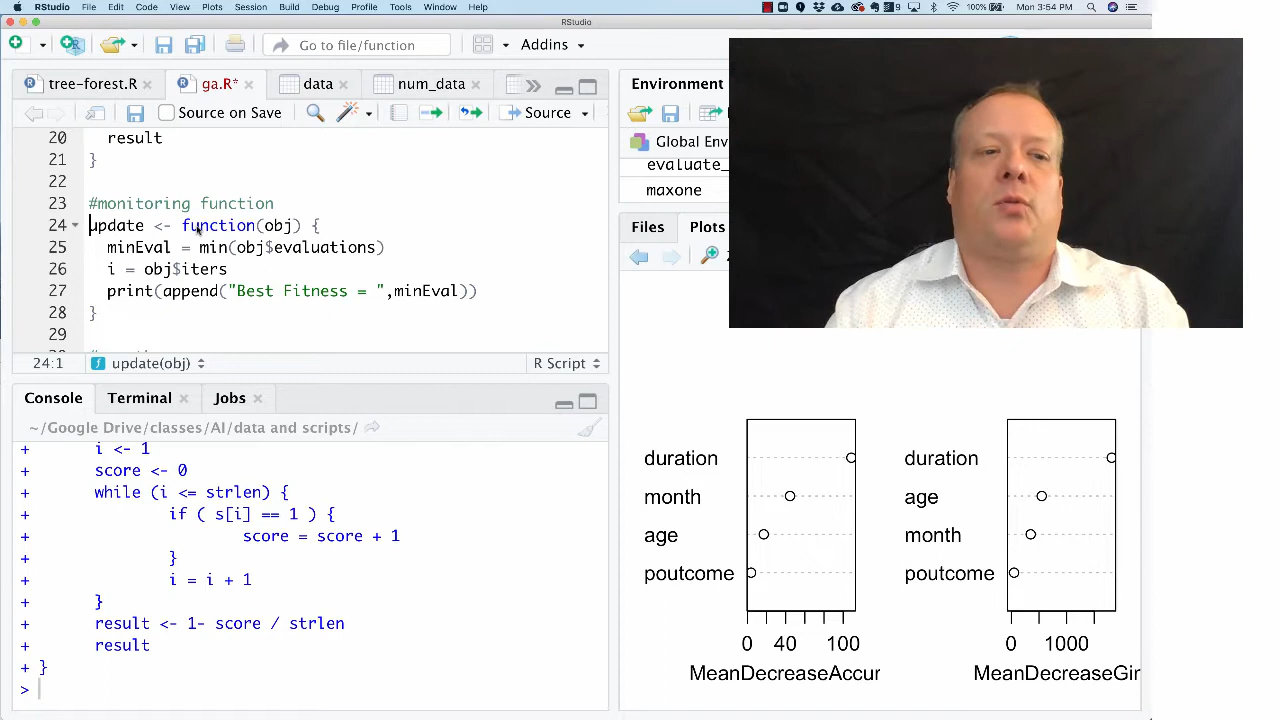 RStudio File Edit Code View Plots Session Build Debug Profile Tools Window Help
9 100% Mon 3:54 PM
RStudio
Go to file/function Addins
tree-forest.R ga.R* data num_data
Source on Save Source
20 result
21 }
22
23 #monitoring function
24 update <- function(obj) {
25 minEval = min(obj$evaluations)
26 i = obj$iters
27 print(append("Best Fitness = ",minEval))
28 }
29
24:1 update(obj) R Script
Console Terminal Jobs
~/Google Drive/classes/AI/data and scripts/
+ i <- 1
+ score <- 0
+ while (i <= strlen) {
+ if ( s[i] == 1 ) {
+ score = score + 1
+ }
+ i = i + 1
+ }
+ result <- 1- score / strlen
+ result
+ }
>
Environment
Global Env
evaluate_
maxone
Files Plots
duration
month
age
poutcome
0 40 100
MeanDecreaseAccur
duration
age
month
poutcome
0 1000
MeanDecreaseGin